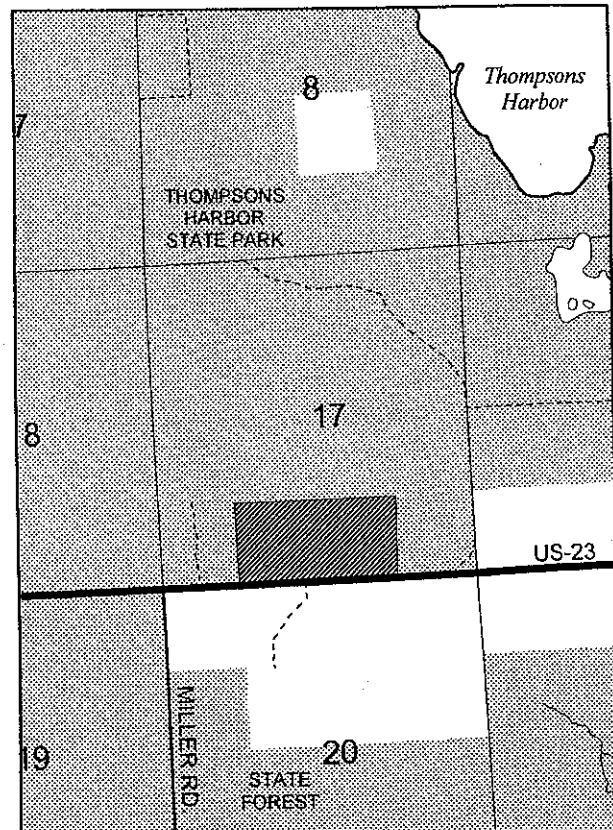 Thompsons
Harbor
8
7
THOMPSONS
HARBOR
STATE PARK
17
8
US-23
MILLER RD
19
20
STATE
FOREST